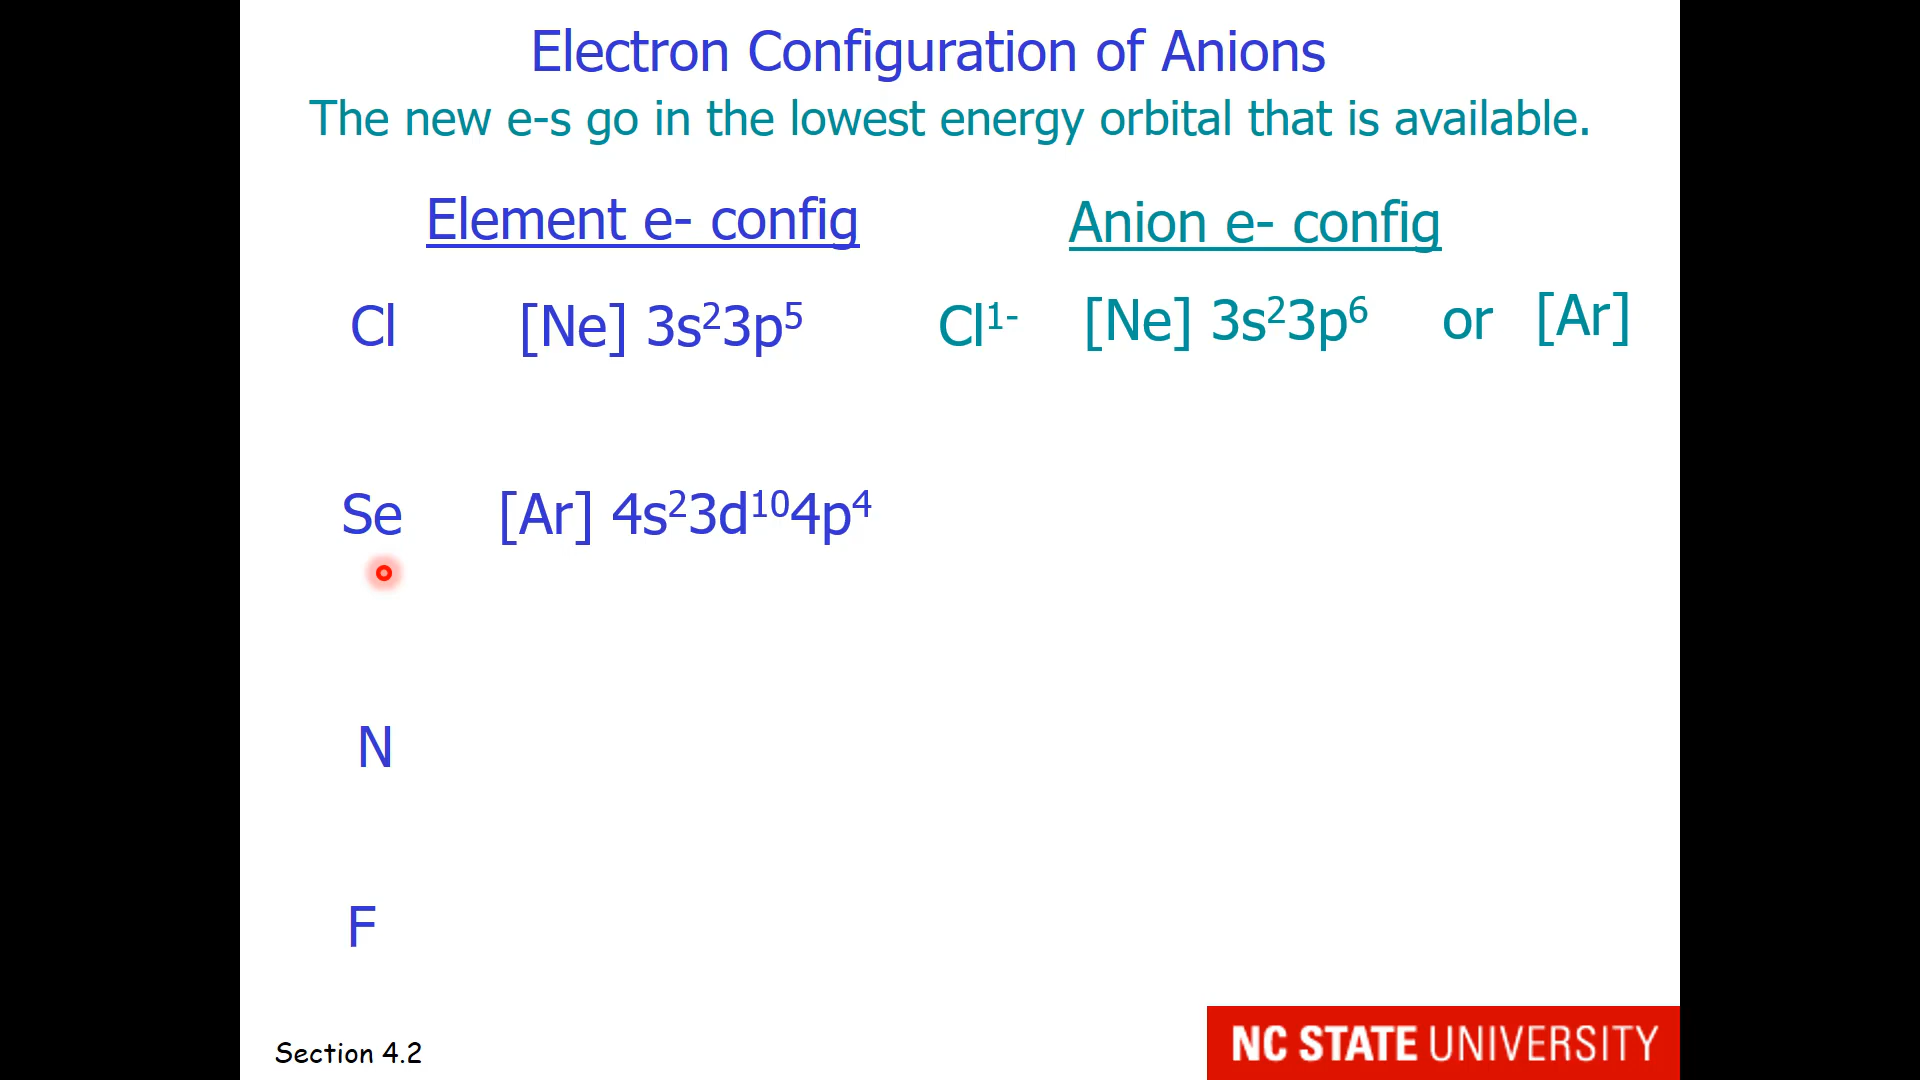 Electron Configuration of Anions
The new e-s go in the lowest energy orbital that is available.
Element e- config
Anion e- config
Cl [Ne] 3s²3p⁵ Cl¹⁻ [Ne] 3s²3p⁶ or [Ar]
Se [Ar] 4s²3d¹⁰4p⁴
N
F
Section 4.2
NC STATE UNIVERSITY